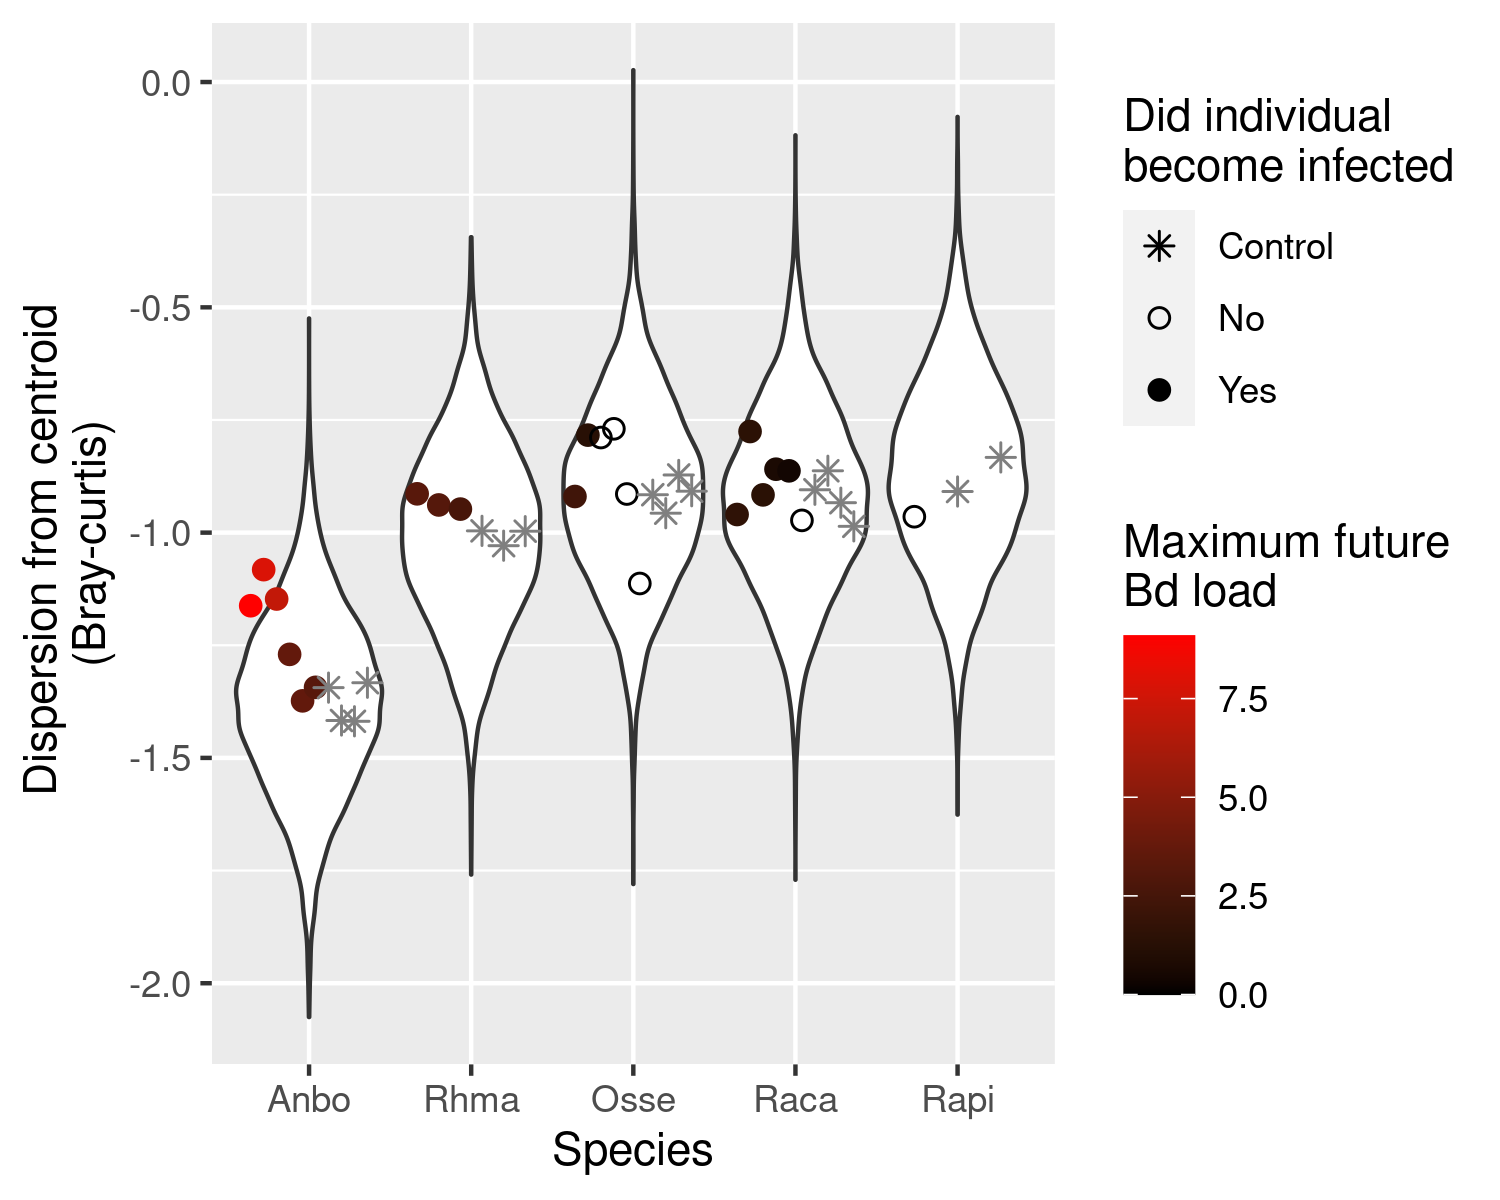 0.0
-0.5
-1.0
-1.5
-2.0
Dispersion from centroid
(Bray-curtis)
Anbo
Rhma
Osse
Raca
Rapi
Species
Did individual
become infected
Control
No
Yes
Maximum future
Bd load
7.5
5.0
2.5
0.0